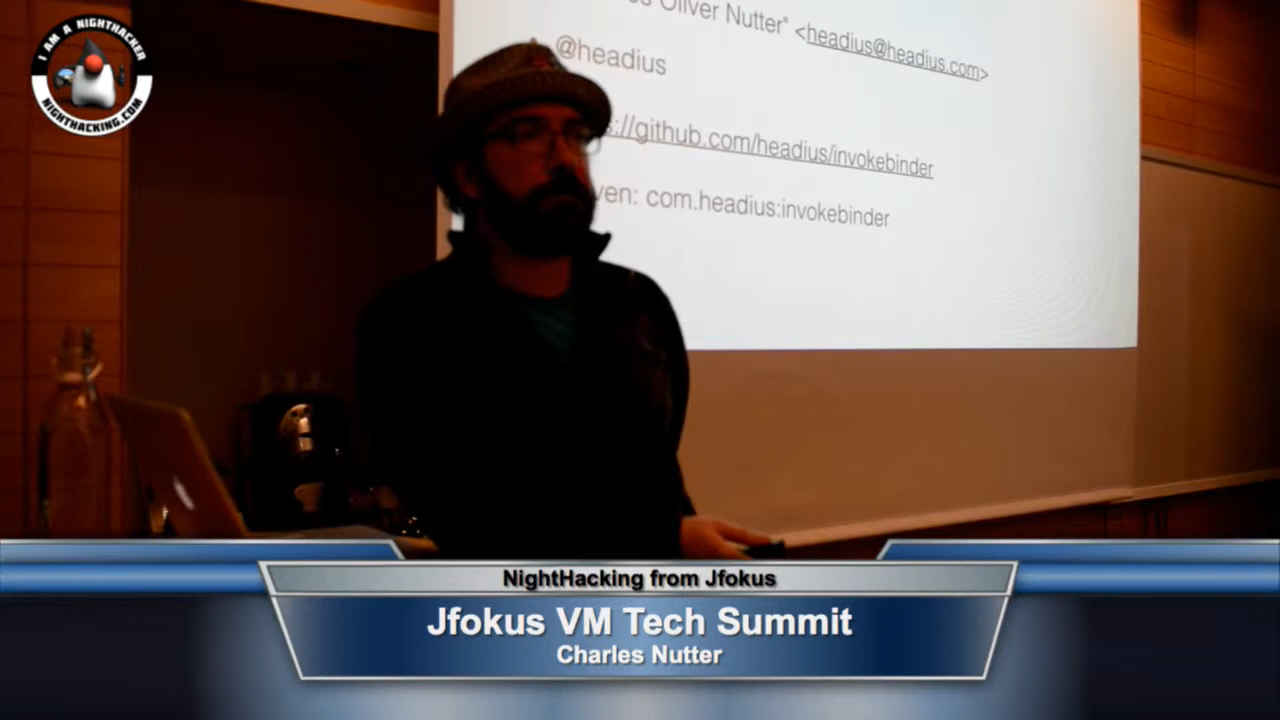 I AM A NIGHTHACKER
NIGHTHACKING.COM
Oliver Nutter" <headius@headius.com>
@headius
://github.com/headius/invokebinder
ven: com.headius:invokebinder
NightHacking from Jfokus
Jfokus VM Tech Summit
Charles Nutter